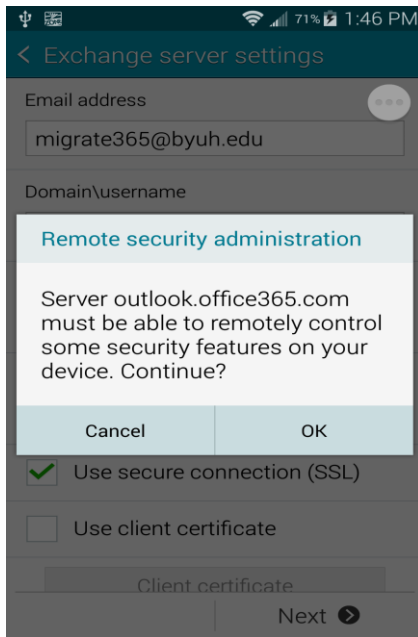 71% 1:46 PM
Exchange server settings
Email address
migrate365@byuh.edu
Domain\username
Remote security administration
Server outlook.office365.com
must be able to remotely control
some security features on your
device. Continue?
Cancel OK
Use secure connection (SSL)
Use client certificate
Client certificate
Next